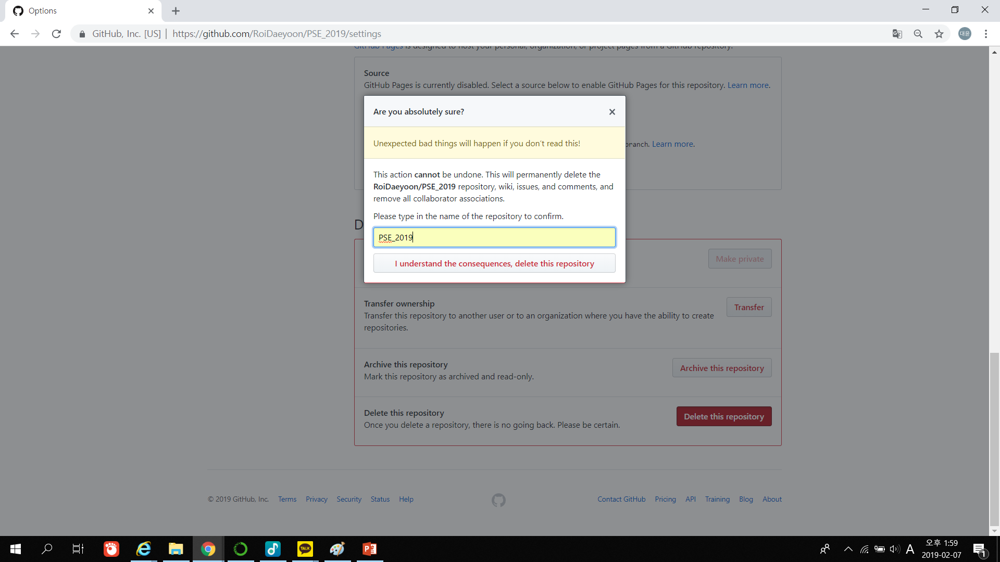 Options
GitHub, Inc. [US] | https://github.com/RoiDaeyoon/PSE_2019/settings
대윤
GitHub Pages is designed to host your personal, organization, or project pages from a GitHub repository.
Source
GitHub Pages is currently disabled. Select a source below to enable GitHub Pages for this repository. Learn more.
Are you absolutely sure?
Unexpected bad things will happen if you don't read this!
branch. Learn more.
This action cannot be undone. This will permanently delete the
RoiDaeyoon/PSE_2019 repository, wiki, issues, and comments, and
remove all collaborator associations.
Please type in the name of the repository to confirm.
D
PSE_2019
I understand the consequences, delete this repository
Make private
Transfer ownership
Transfer this repository to another user or to an organization where you have the ability to create
repositories.
Transfer
Archive this repository
Mark this repository as archived and read-only.
Archive this repository
Delete this repository
Once you delete a repository, there is no going back. Please be certain.
Delete this repository
© 2019 GitHub, Inc. Terms Privacy Security Status Help
Contact GitHub Pricing API Training Blog About
TALK
A
오후 1:59
2019-02-07
1